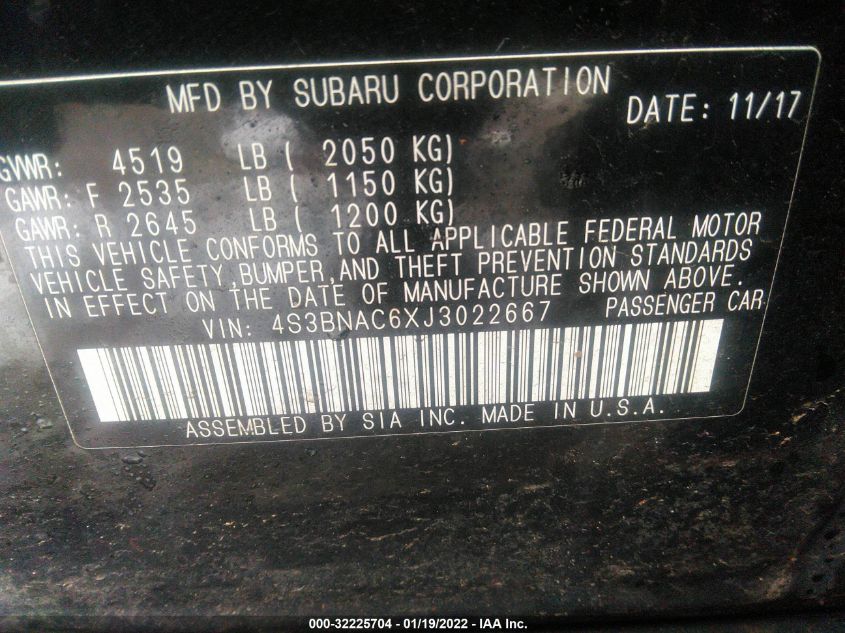 MFD BY SUBARU CORPORATION
DATE: 11/17
GVWR: 4519 LB ( 2050 KG)
GAWR: F 2535 LB ( 1150 KG)
GAWR: R 2645 LB ( 1200 KG)
THIS VEHICLE CONFORMS TO ALL APPLICABLE FEDERAL MOTOR
VEHICLE SAFETY,BUMPER,AND THEFT PREVENTION STANDARDS
IN EFFECT ON THE DATE OF MANUFACTURE SHOWN ABOVE.
VIN: 4S3BNAC6XJ3022667 PASSENGER CAR
ASSEMBLED BY SIA INC. MADE IN U.S.A.
000-32225704 - 01/19/2022 - IAA Inc.